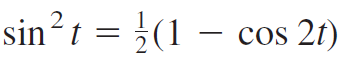 sin² t = ½(1 − cos 2t)